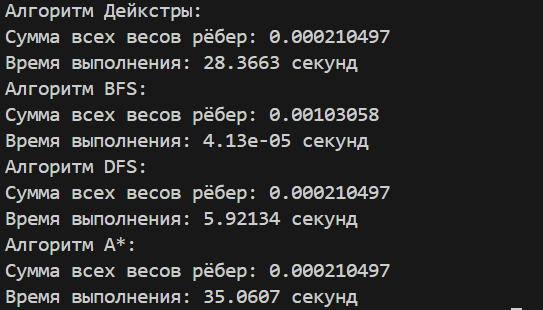 Алгоритм Дейкстры:
Сумма всех весов рёбер: 0.000210497
Время выполнения: 28.3663 секунд
Алгоритм BFS:
Сумма всех весов рёбер: 0.00103058
Время выполнения: 4.13e-05 секунд
Алгоритм DFS:
Сумма всех весов рёбер: 0.000210497
Время выполнения: 5.92134 секунд
Алгоритм A*:
Сумма всех весов рёбер: 0.000210497
Время выполнения: 35.0607 секунд